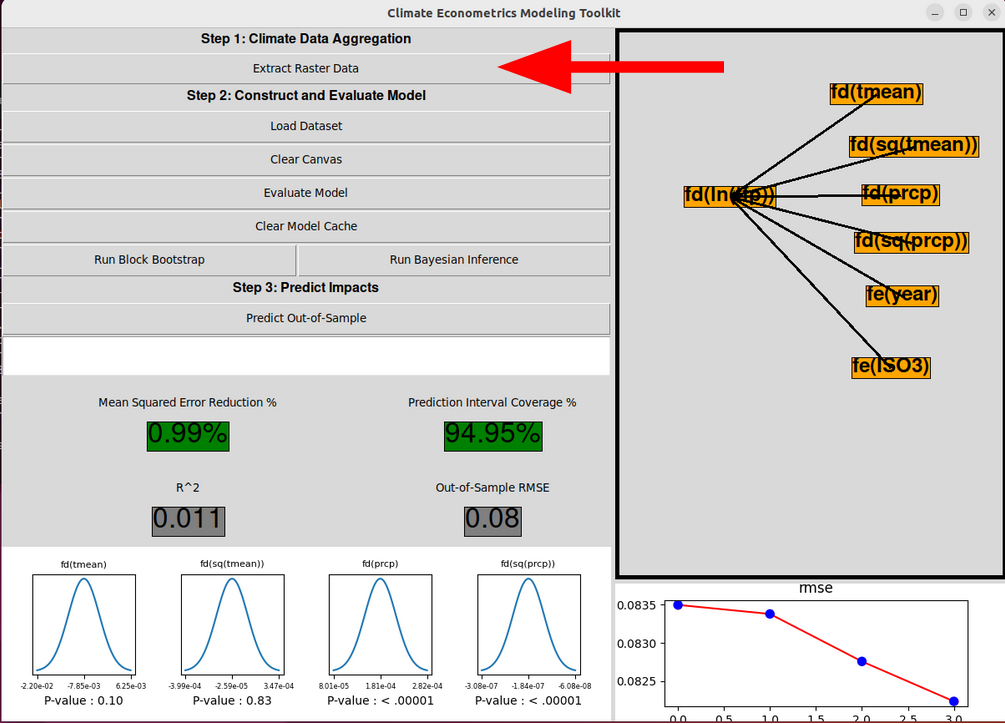 Climate Econometrics Modeling Toolkit
Step 1: Climate Data Aggregation
Extract Raster Data
Step 2: Construct and Evaluate Model
Load Dataset
Clear Canvas
Evaluate Model
Clear Model Cache
Run Block Bootstrap
Run Bayesian Inference
Step 3: Predict Impacts
Predict Out-of-Sample
Mean Squared Error Reduction %
Prediction Interval Coverage %
0.99%
94.95%
R^2
Out-of-Sample RMSE
0.011
0.08
fd(tmean)
fd(sq(tmean))
fd(prcp)
fd(sq(prcp))
-2.20e-02 -7.85e-03 6.25e-03
-3.99e-04 -2.59e-05 3.47e-04
8.01e-05 1.81e-04 2.82e-04
-3.08e-07 -1.84e-07 -6.08e-08
P-value : 0.10
P-value : 0.83
P-value : < .00001
P-value : < .00001
fd(tmean)
fd(sq(tmean))
fd(prcp)
fd(sq(prcp))
fe(year)
fe(ISO3)
rmse
0.0835
0.0830
0.0825
0.0 0.5 1.0 1.5 2.0 2.5 3.0